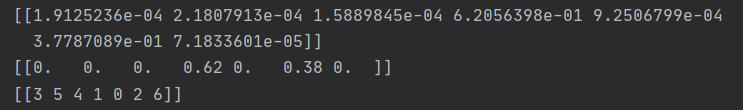 [[1.9125236e-04 2.1807913e-04 1.5889845e-04 6.2056398e-01 9.2506799e-04
3.7787089e-01 7.1833601e-05]]
[[0. 0. 0. 0.62 0. 0.38 0. ]]
[[3 5 4 1 0 2 6]]